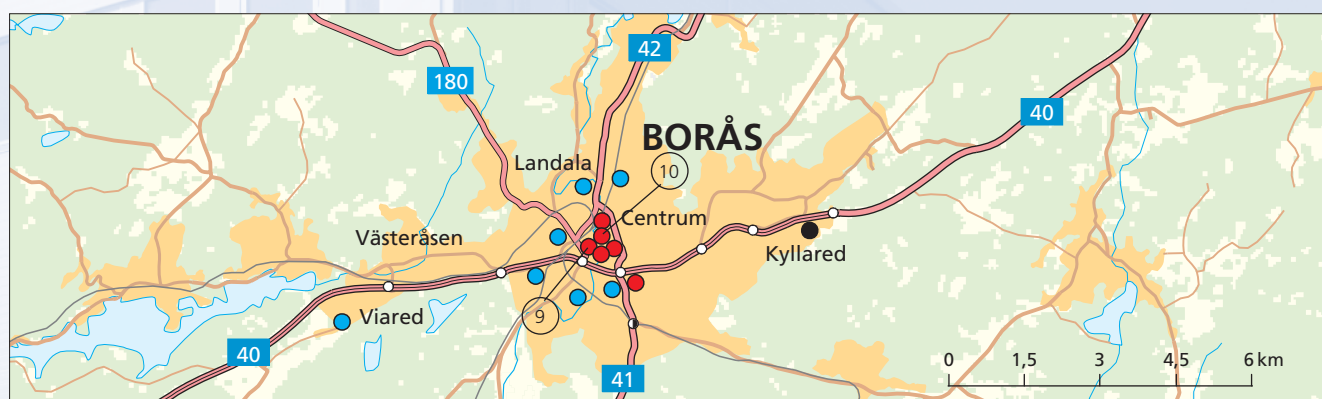 42
180
40
BORÅS
Landala
10
Centrum
Västeråsen
Kyllared
9
Viared
40
0 1,5 3 4,5 6 km
41